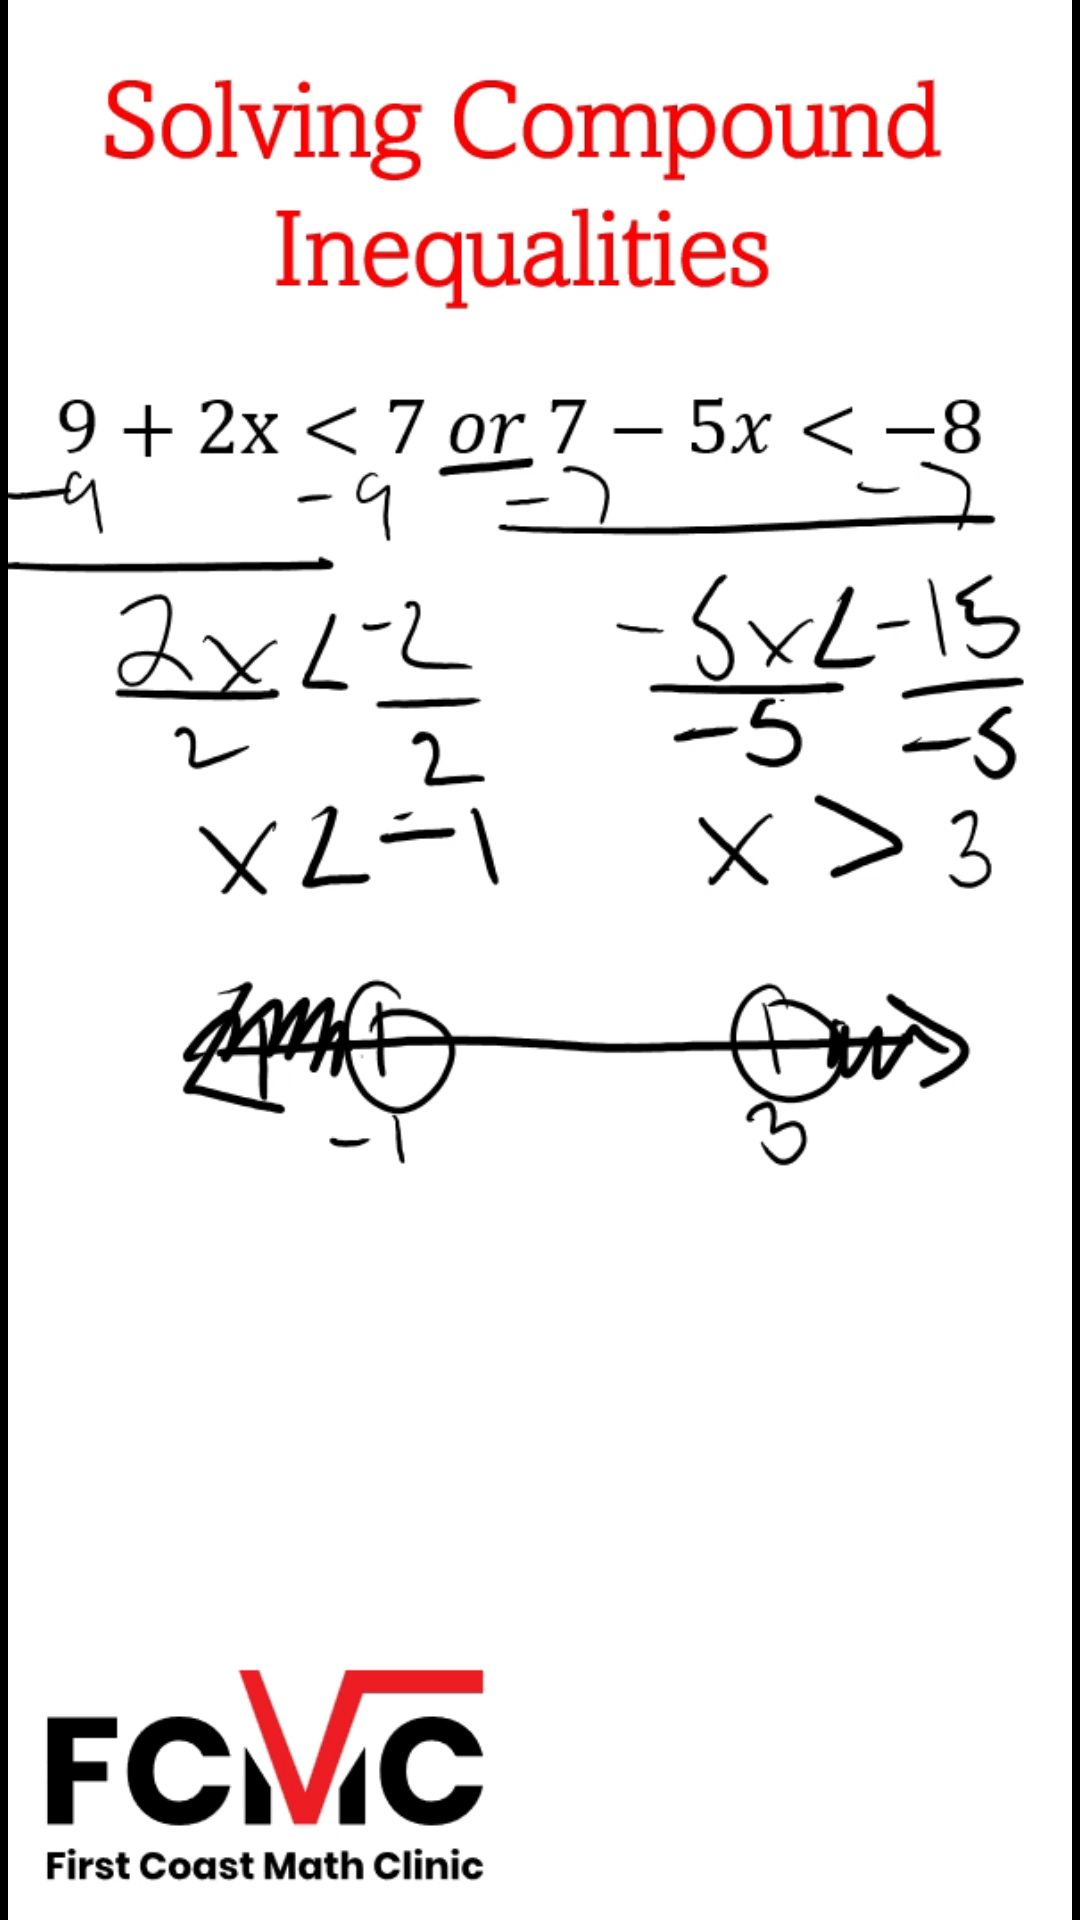 Solving Compound
Inequalities
9 + 2x < 7 or 7 − 5x < −8
−9 −9 −7 −7
2x < −2 −5x < −15
2 2 −5 −5
x < −1 x > 3
−1 3
FCMC
First Coast Math Clinic